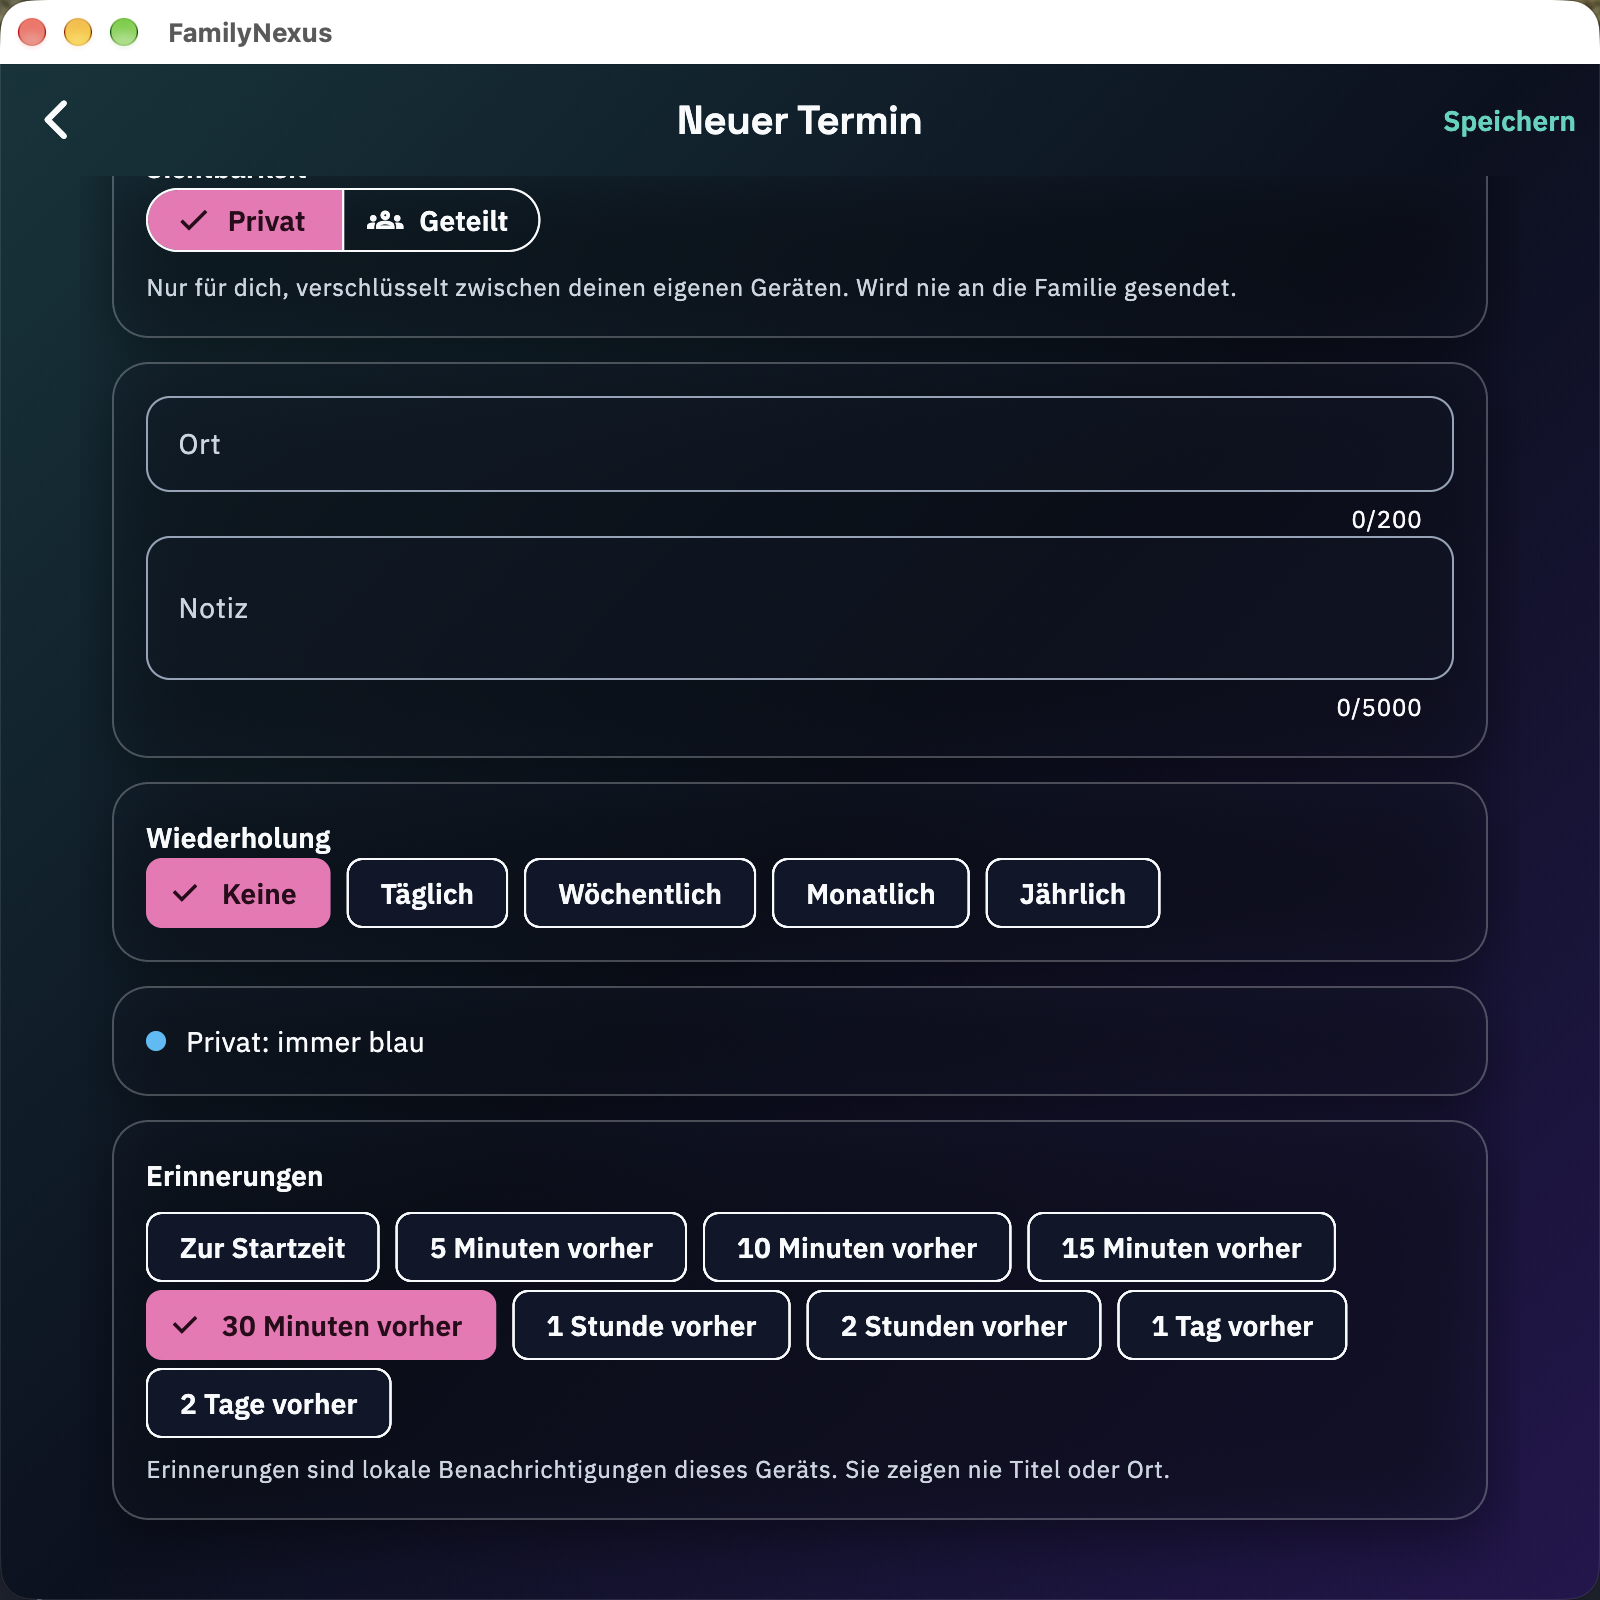 FamilyNexus
Neuer Termin
Speichern
Privat
Geteilt
Nur für dich, verschlüsselt zwischen deinen eigenen Geräten. Wird nie an die Familie gesendet.
Ort
0/200
Notiz
0/5000
Wiederholung
Keine
Täglich
Wöchentlich
Monatlich
Jährlich
Privat: immer blau
Erinnerungen
Zur Startzeit
5 Minuten vorher
10 Minuten vorher
15 Minuten vorher
30 Minuten vorher
1 Stunde vorher
2 Stunden vorher
1 Tag vorher
2 Tage vorher
Erinnerungen sind lokale Benachrichtigungen dieses Geräts. Sie zeigen nie Titel oder Ort.